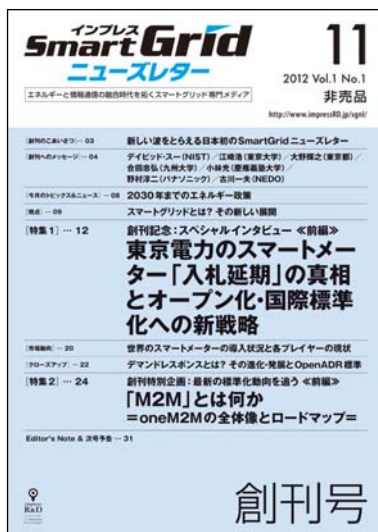 インプレス
SmartGrid
ニューズレター
エネルギーと情報通信の融合時代を拓くスマートグリッド専門メディア
11
2012 Vol.1 No.1
非売品
http://www.impressRD.jp/sgnl/
[創刊のごあいさつ]… 03 新しい波をとらえる日本初のSmartGridニューズレター
[創刊へのメッセージ]… 04 デイビッド・スー(NIST)/江崎浩(東京大学)/大野輝之(東京都)/
合田忠弘(九州大学)/小林光(慶應義塾大学)/
野村淳二(パナソニック)/古川一夫(NEDO)
[今月のトピックス&ニュース]… 08 2030年までのエネルギー政策
[視点]… 09 スマートグリッドとは? その新しい展開
[特集1]… 12 創刊記念:スペシャルインタビュー ≪前編≫
東京電力のスマートメー
ター「入札延期」の真相
とオープン化・国際標準
化への新戦略
[市場動向]… 20 世界のスマートメーターの導入状況と各プレイヤーの現状
[クローズアップ]… 22 デマンドレスポンスとは? その進化・発展とOpenADR標準
[特集2]… 24 創刊特別企画:最新の標準化動向を追う ≪前編≫
「M2M」とは何か
=oneM2Mの全体像とロードマップ=
Editor's Note & 次号予告… 31
impress
R&D
創刊号